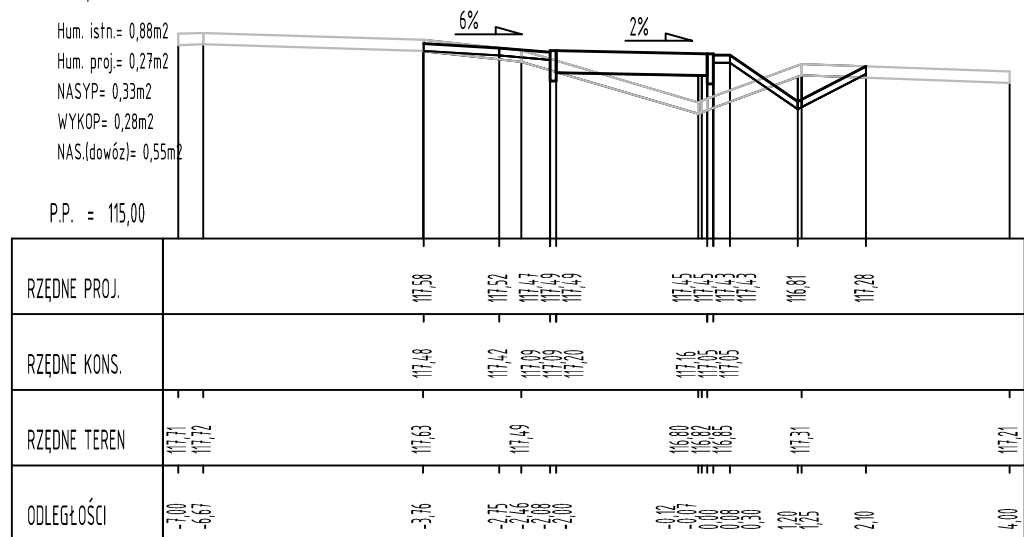 Hum. istn.= 0,88m2
Hum. proj.= 0,27m2
NASYP= 0,33m2
WYKOP= 0,28m2
NAS.(dowóz)= 0,55m2
6%
2%
P.P. = 115,00
RZĘDNE PROJ. 117,58 117,52 117,47 117,49 117,49 117,45 117,45 117,43 117,43 116,81 117,28
RZĘDNE KONS. 117,48 117,42 117,09 117,09 117,20 117,16 117,05 117,05
RZĘDNE TEREN 117,71 117,72 117,63 117,49 116,80 116,82 116,85 117,31 117,21
ODLEGŁOŚCI -7,00 -6,67 -3,76 -2,75 -2,46 -2,08 -2,00 -0,12 -0,07 0,00 0,08 0,30 1,20 1,25 2,10 4,00